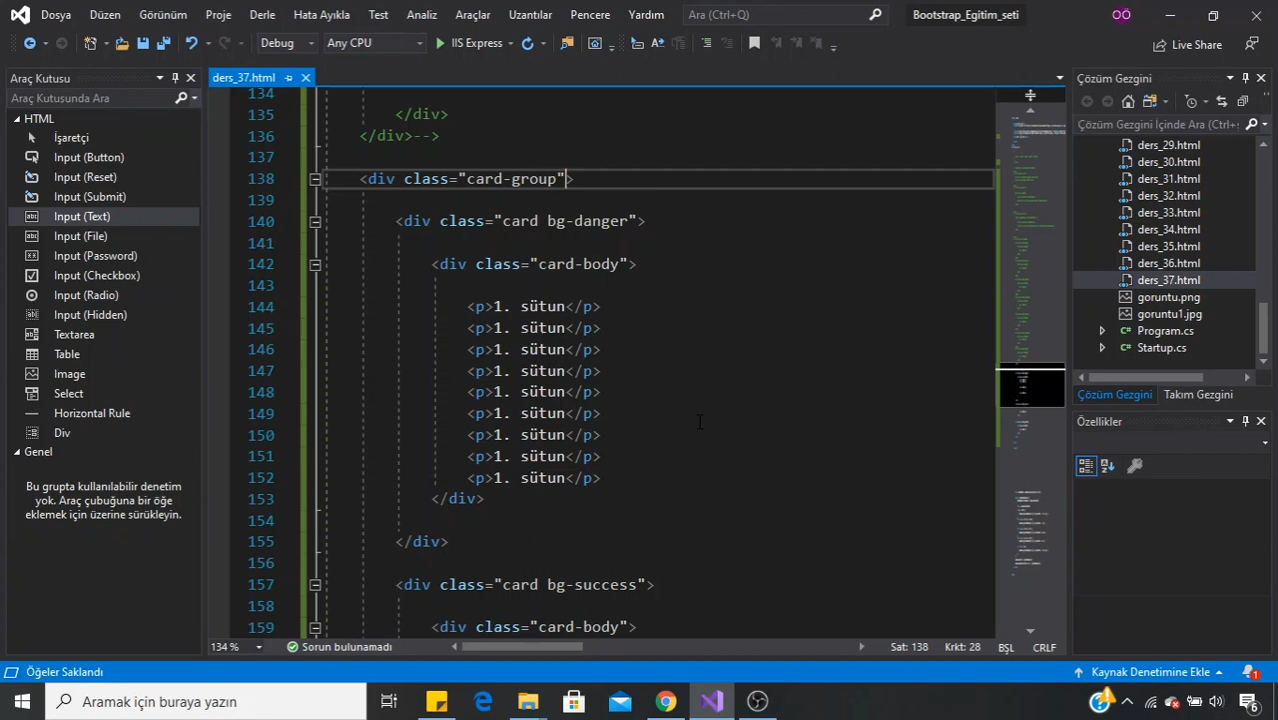 Dosya Düzenle Görünüm Git Proje Derle Hata Ayıkla Test Analiz Araçlar Uzantılar Pencere Yardım Ara (Ctrl+Q) Bootstrap_Egitim_seti OÖ
Debug Any CPU IIS Express Live Share
Araç Kutusu
Araç Kutusunda Ara
HTML
İşaretçi
Input (Button)
Input (Reset)
Input (Submit)
Input (Text)
Input (File)
Input (Password)
Input (Checkbox)
Input (Radio)
Input (Hidden)
Textarea
Table
Image
Select
Horizontal Rule
Div
Genel
Bu grupta kullanılabilir denetim
yok. Araç çubuğuna bir öğe
eklemek için üzerine sürükleyin.
ders_37.html
134
135 </div>
136 </div>-->
137
138 <div class="card-group">
139
140 <div class="card bg-danger">
141
142 <div class="card-body">
143
144 <p>1. sütun</p>
145 <p>1. sütun</p>
146 <p>1. sütun</p>
147 <p>1. sütun</p>
148 <p>1. sütun</p>
149 <p>1. sütun</p>
150 <p>1. sütun</p>
151 <p>1. sütun</p>
152 <p>1. sütun</p>
153 </div>
154
155 </div>
156
157 <div class="card bg-success">
158
159 <div class="card-body">
134 % Sorun bulunamadı Sat: 138 Krkt: 28 BŞL CRLF
Çözüm Gezgini
Çözüm Gezgini İçinde Ara (Ctrl+
ders_29.html
ders_30.html
ders_31.html
ders_32.html
ders_33.html
ders_34.html
ders_35.html
ders_36.html
ders_37.html
goruntu.jpg
goruntu1.jpg
Program.cs
Startup.cs
Çözüm Gezgini Takım Gezgini
Özellikler
Öğeler Saklandı Kaynak Denetimine Ekle 1
Aramak için buraya yazın 6